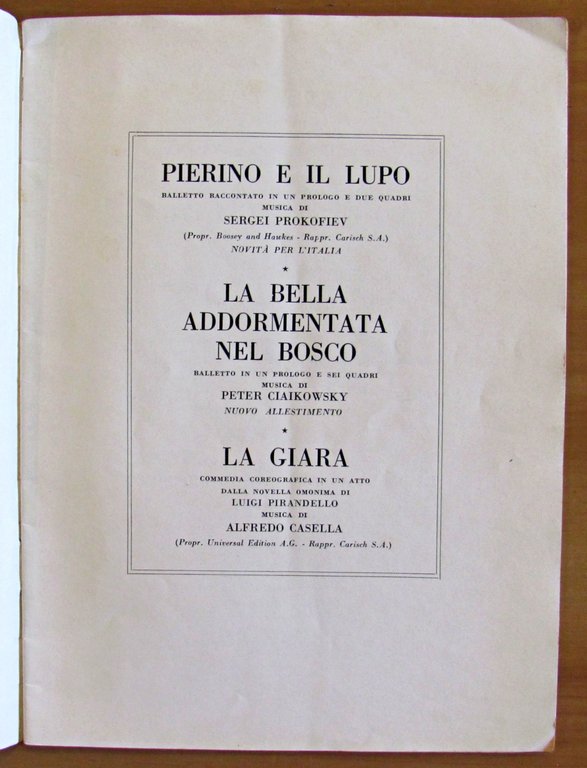 PIERINO E IL LUPO
BALLETTO RACCONTATO IN UN PROLOGO E DUE QUADRI
MUSICA DI
SERGEI PROKOFIEV
(Propr. Boosey and Hawkes - Rappr. Carisch S.A.)
NOVITÀ PER L'ITALIA
★
LA BELLA
ADDORMENTATA
NEL BOSCO
BALLETTO IN UN PROLOGO E SEI QUADRI
MUSICA DI
PETER CIAIKOWSKY
NUOVO ALLESTIMENTO
★
LA GIARA
COMMEDIA COREOGRAFICA IN UN ATTO
DALLA NOVELLA OMONIMA DI
LUIGI PIRANDELLO
MUSICA DI
ALFREDO CASELLA
(Propr. Universal Edition A.G. - Rappr. Carisch S.A.)